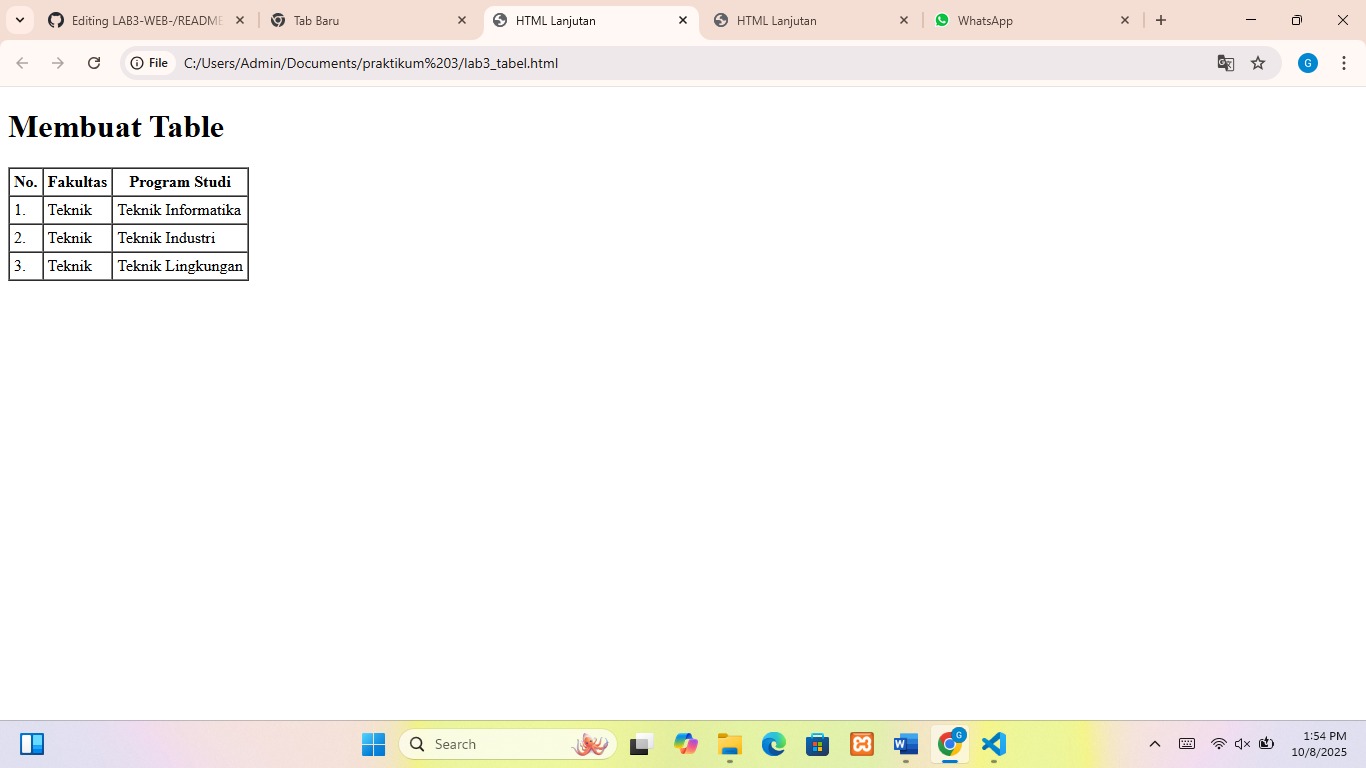 Editing LAB3-WEB-/README
Tab Baru
HTML Lanjutan
HTML Lanjutan
WhatsApp
File C:/Users/Admin/Documents/praktikum%203/lab3_tabel.html G
Membuat Table
No. Fakultas Program Studi
1. Teknik Teknik Informatika
2. Teknik Teknik Industri
3. Teknik Teknik Lingkungan
Search
G
1:54 PM
10/8/2025